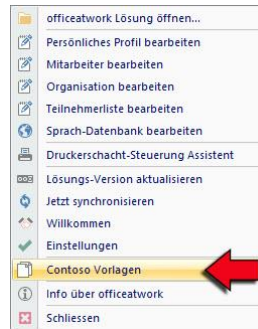 officeatwork Lösung öffnen...
Persönliches Profil bearbeiten
Mitarbeiter bearbeiten
Organisation bearbeiten
Teilnehmerliste bearbeiten
Sprach-Datenbank bearbeiten
Druckerschacht-Steuerung Assistent
Lösungs-Version aktualisieren
Jetzt synchronisieren
Willkommen
Einstellungen
Contoso Vorlagen
Info über officeatwork
Schliessen